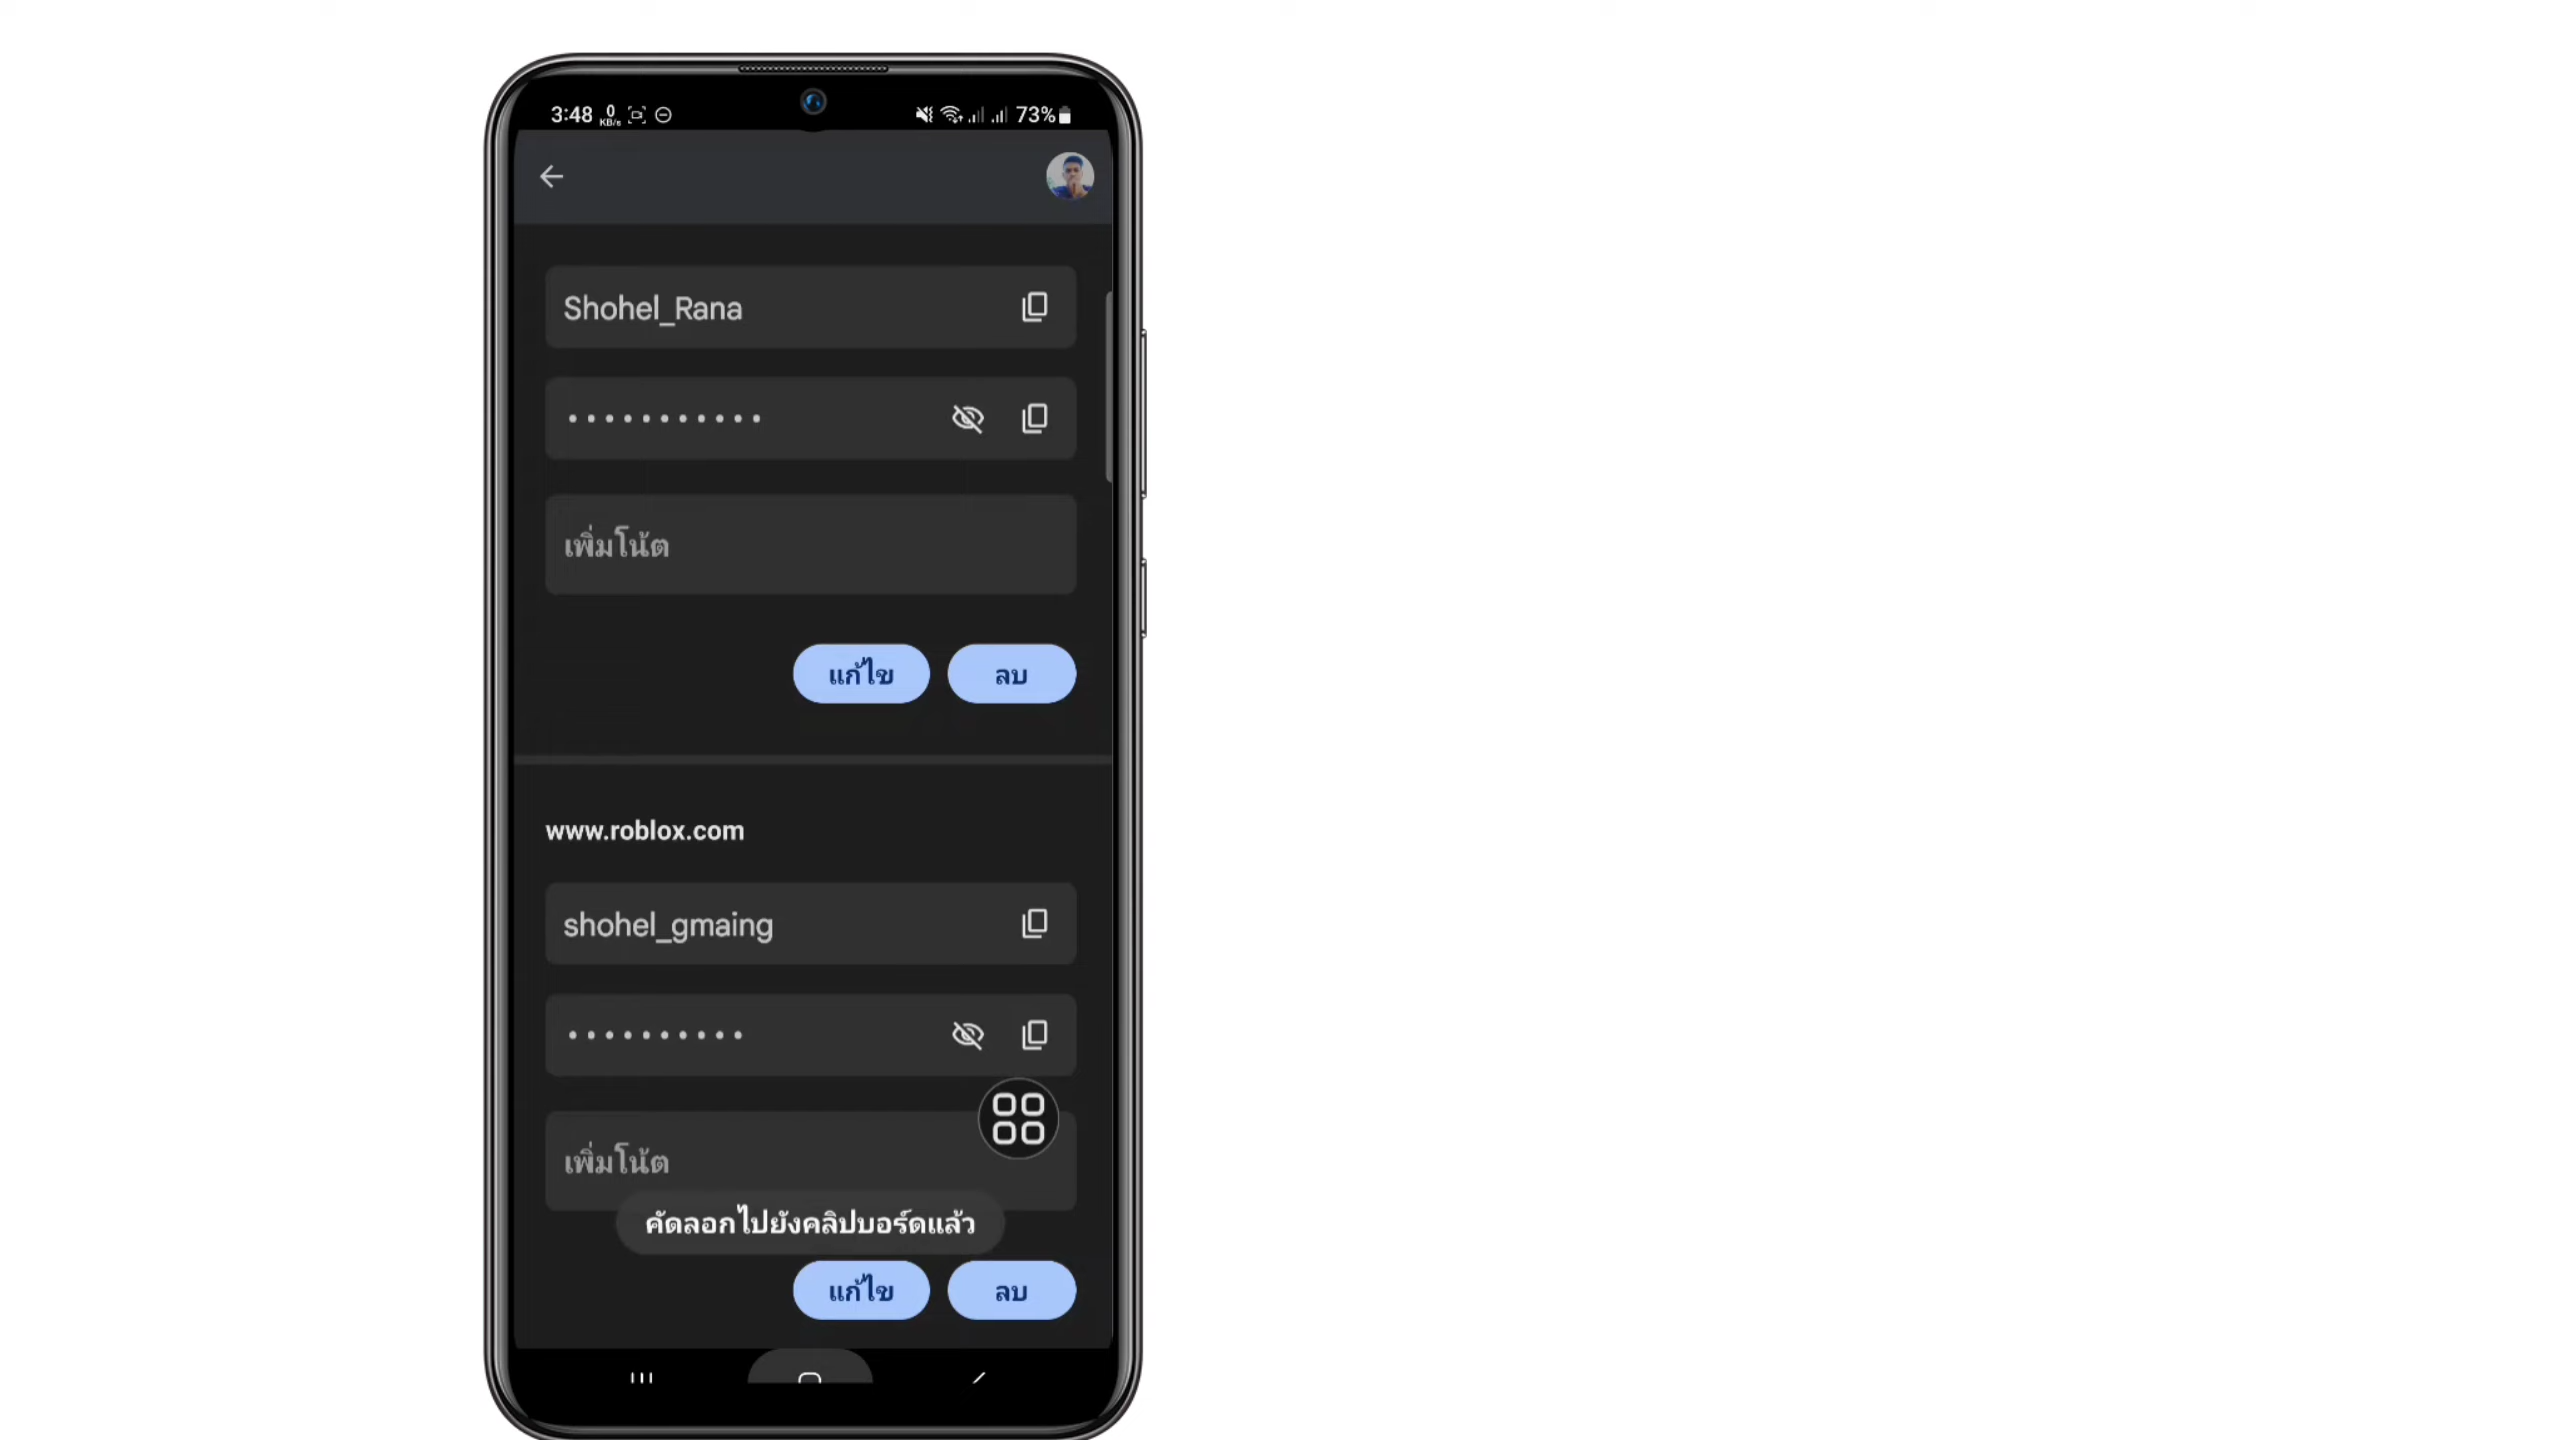 3:48 0 KB/s 73%
Shohel_Rana
•••••••••••
เพิ่มโน้ต
แก้ไข ลบ
www.roblox.com
shohel_gmaing
••••••••••
เพิ่มโน้ต
คัดลอกไปยังคลิปบอร์ดแล้ว
แก้ไข ลบ